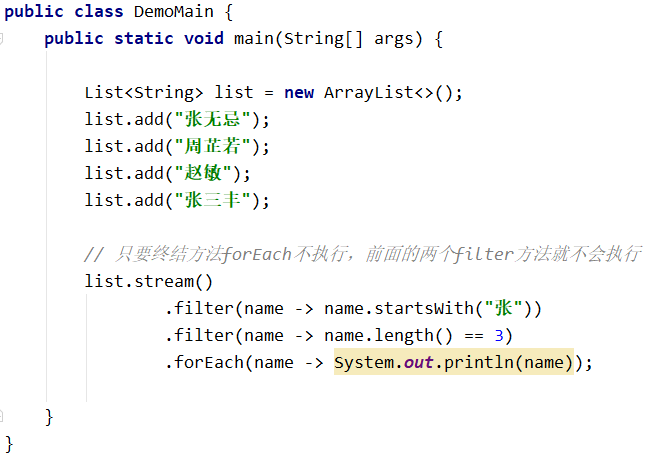 public class DemoMain {
    public static void main(String[] args) {
        List<String> list = new ArrayList<>();
        list.add("张无忌");
        list.add("周芷若");
        list.add("赵敏");
        list.add("张三丰");
        // 只要终结方法forEach不执行，前面的两个filter方法就不会执行
        list.stream()
                .filter(name -> name.startsWith("张"))
                .filter(name -> name.length() == 3)
                .forEach(name -> System.out.println(name));
    }
}